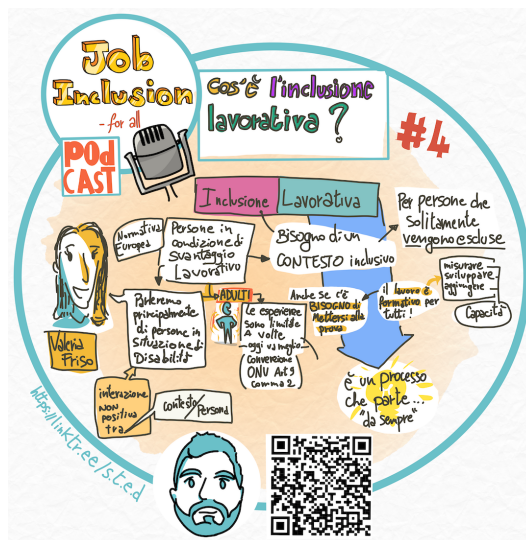 Job
Inclusion
- for all
POD
CAST
cos'è l'inclusione
lavorativa?
#4
Inclusione Lavorativa
Normativa
Europea
Persone in
condizione di
svantaggio
Lavorativo
Bisogno di un
CONTESTO inclusivo
Per persone che
solitamente
vengono escluse
Valeria
Friso
Parleremo
principalmente
di persone in
situazione di
Disabilità
ADULTI
Le esperienze
sono limitate
a volte
oggi va meglio
convenzione
ONU Art 9
comma 2
Anche se c'è
BISOGNO di
Mettersi alla
prova
il lavoro è
formativo per
tutti!
misurare
sviluppare
aggiungere
Capacità
interazione
non
positiva
tra
contesto/
Persona
è un processo
che parte...
"da sempre"
https://linktr.ee/s.t.e.d